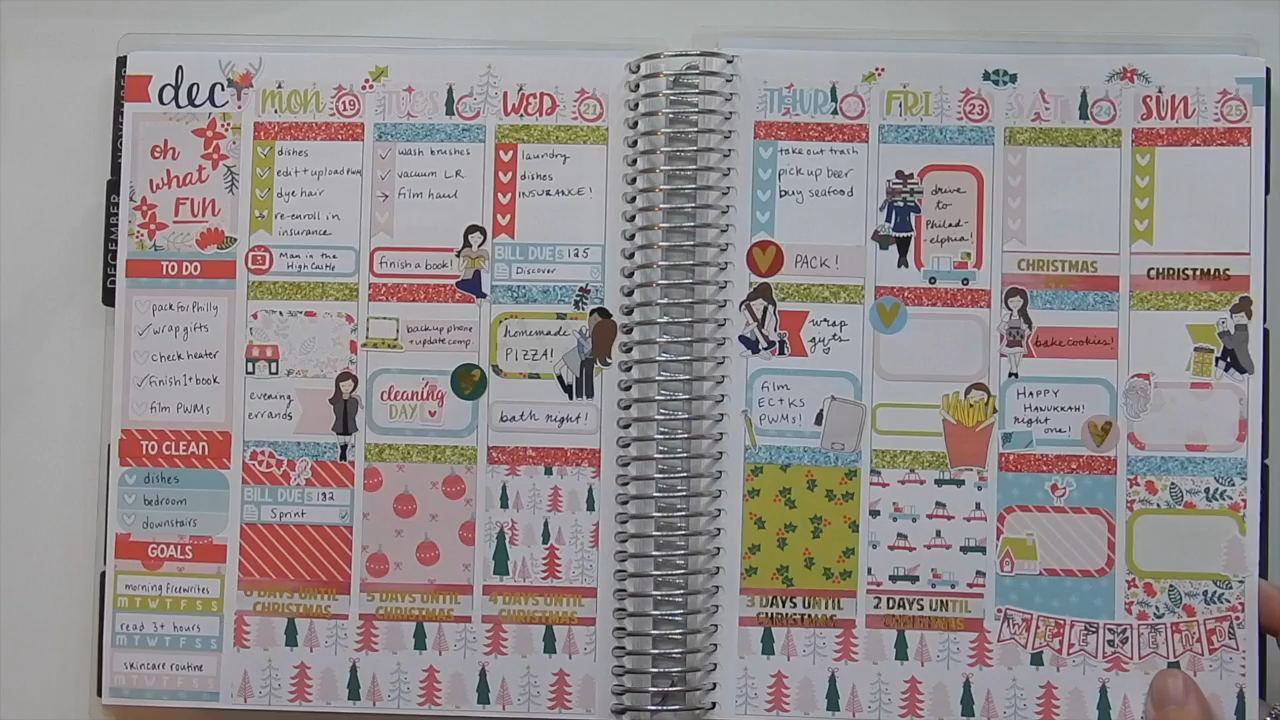 dec
oh
what
FUN
TO DO
pack for Philly
wrap gifts
check heater
finish 1+ book
film PWMs
TO CLEAN
dishes
bedroom
downstairs
GOALS
morning freewrites
M T W T F S S
read 3+ hours
M T W T F S S
skincare routine
M T W T F S S
MON 19
dishes
edit + upload PWM
dye hair
re-enroll in
insurance
Man in the
High Castle
evening
errands
BILL DUE $ 182
Sprint
6 DAYS UNTIL
CHRISTMAS
TUES
wash brushes
vacuum L.R
film haul
finish a book!
backup phone
+ update comp.
cleaning
DAY
5 DAYS UNTIL
CHRISTMAS
WED 21
laundry
dishes
INSURANCE!
BILL DUE $ 125
Discover
homemade
PIZZA!
bath night!
4 DAYS UNTIL
CHRISTMAS
THUR
take out trash
pick up beer
buy seafood
PACK!
wrap
gifts
film
EC + KS
PWMs!
3 DAYS UNTIL
CHRISTMAS
FRI 23
drive
to
Philad-
elphia!
2 DAYS UNTIL
CHRISTMAS
SAT 24
CHRISTMAS
bake cookies!
HAPPY
HANUKKAH!
night
one!
SUN 25
CHRISTMAS
WEEKEND
NOVEMBER
DECEMBER